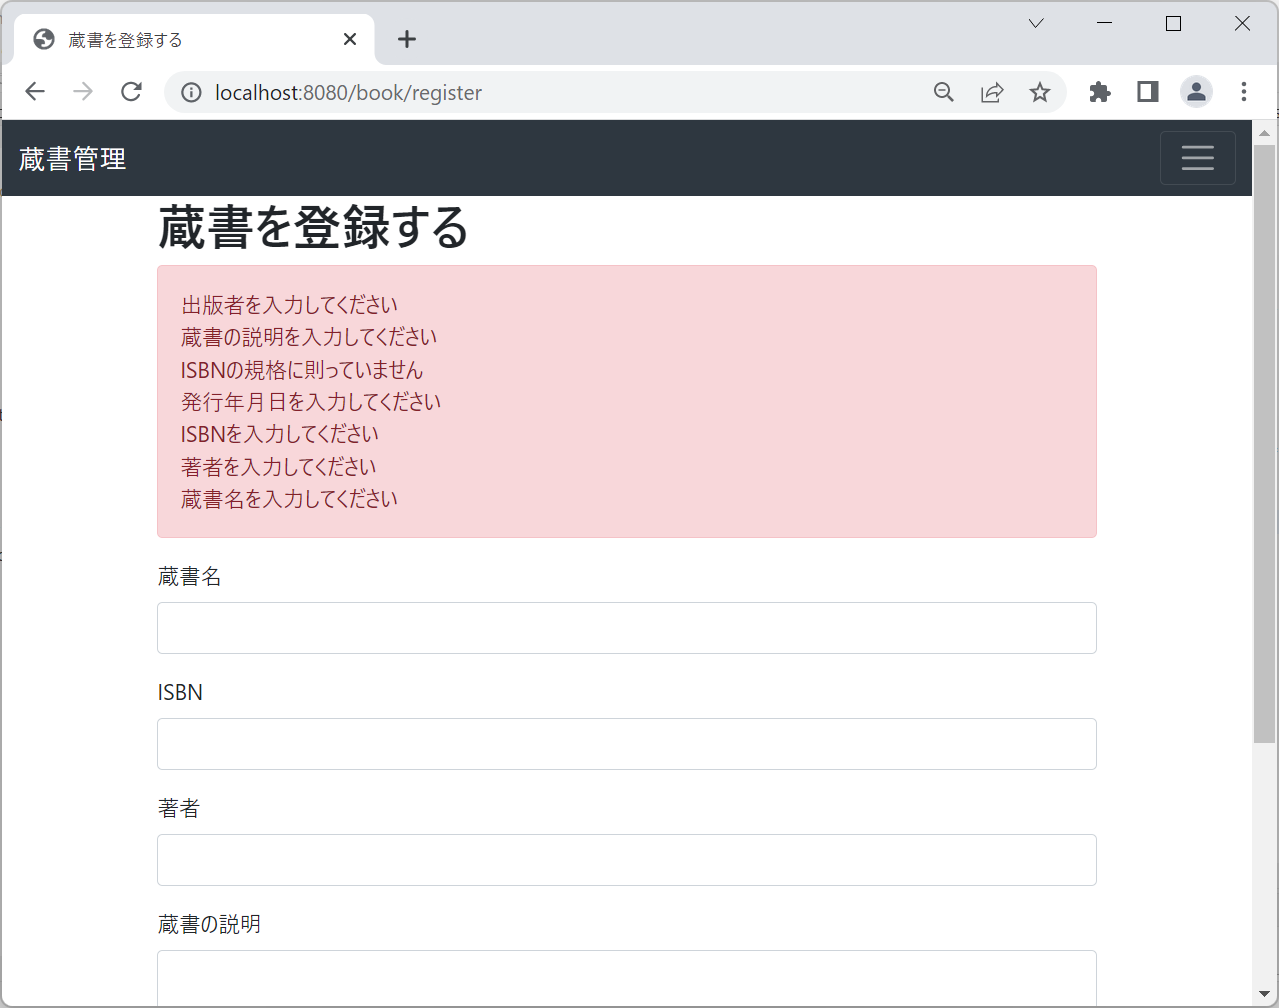 蔵書を登録する
localhost:8080/book/register
蔵書管理
蔵書を登録する
出版者を入力してください
蔵書の説明を入力してください
ISBNの規格に則っていません
発行年月日を入力してください
ISBNを入力してください
著者を入力してください
蔵書名を入力してください
蔵書名
ISBN
著者
蔵書の説明